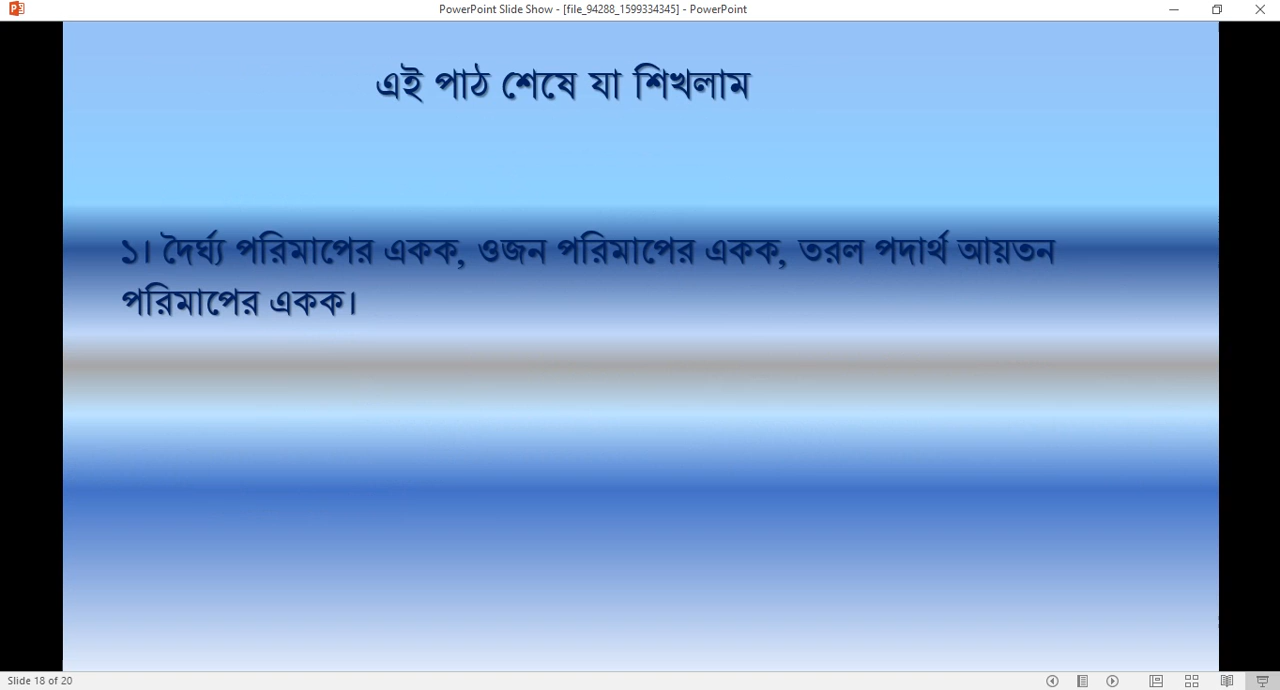 PowerPoint Slide Show - [file_94288_1599334345] - PowerPoint
এই পাঠ শেষে যা শিখলাম
১। দৈর্ঘ্য পরিমাপের একক, ওজন পরিমাপের একক, তরল পদার্থ আয়তন
পরিমাপের একক।
Slide 18 of 20